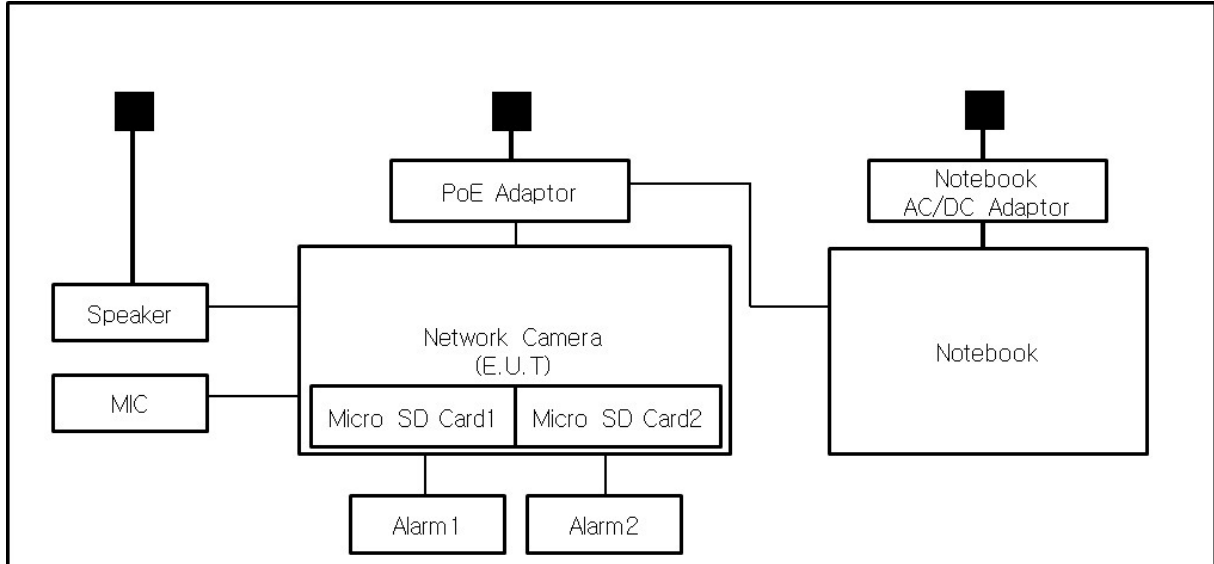 PoE Adaptor
Notebook
AC/DC Adaptor
Speaker
Network Camera
(E.U.T)
Notebook
MIC
Micro SD Card1
Micro SD Card2
Alarm1
Alarm2